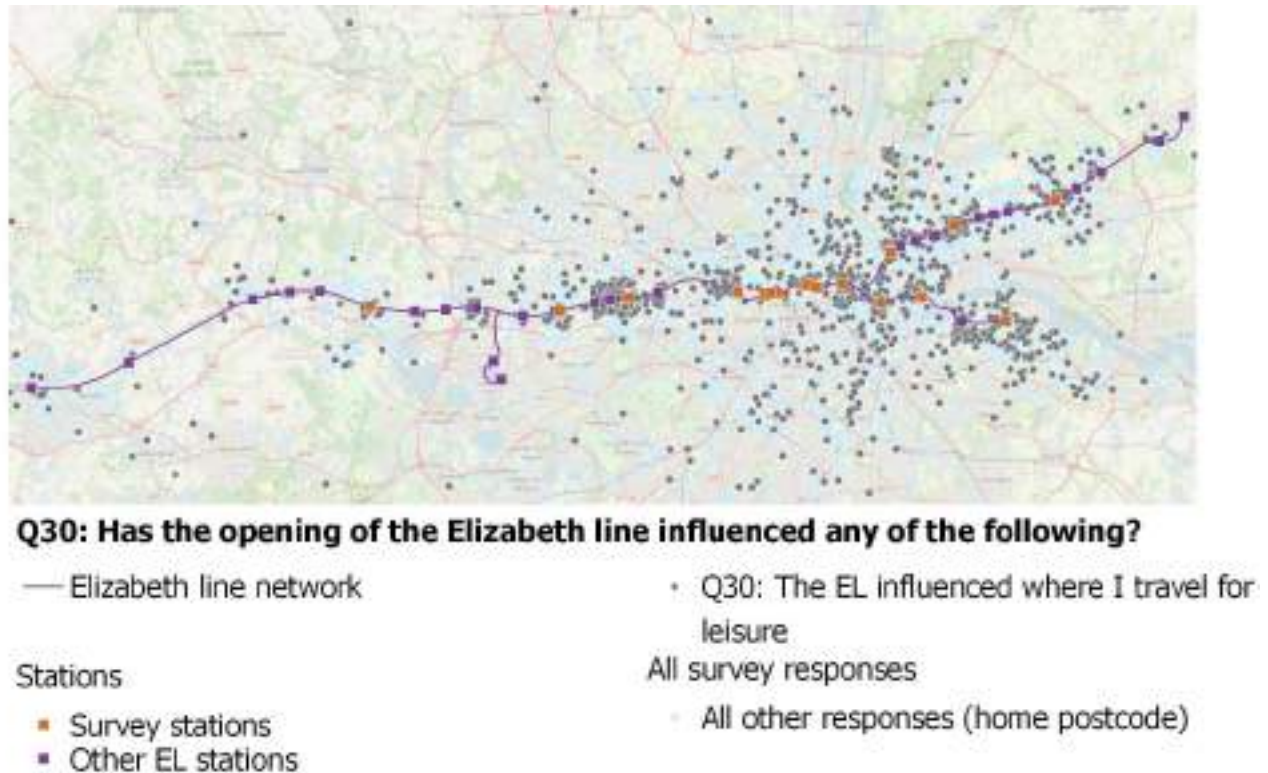 Q30: Has the opening of the Elizabeth line influenced any of the following?
Elizabeth line network
Q30: The EL influenced where I travel for
leisure
All survey responses
All other responses (home postcode)
Stations
Survey stations
Other EL stations